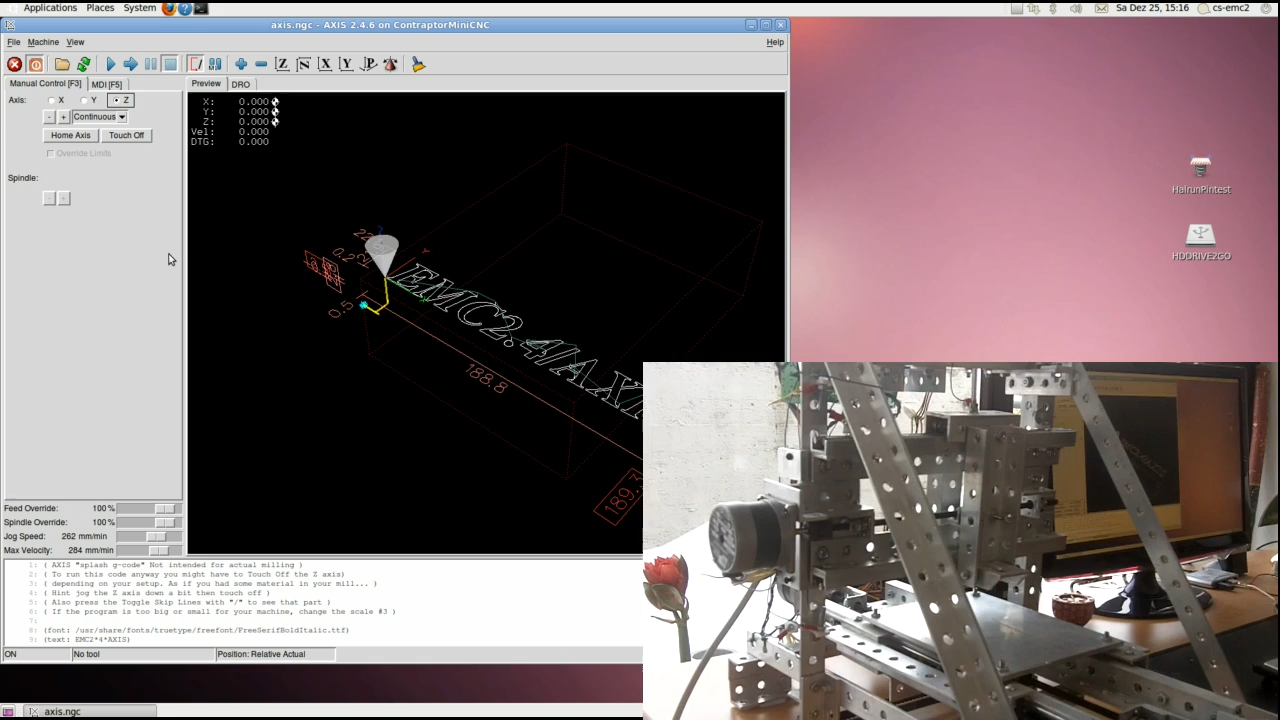 Applications Places System
Sa Dez 25, 15:16 cs-emc2
axis.ngc - AXIS 2.4.6 on ContraptorMiniCNC
File Machine View Help
Z N X Y P
Manual Control [F3] MDI [F5]
Preview DRO
Axis: X Y Z
- + Continuous
Home Axis Touch Off
Override Limits
Spindle:
- +
X: 0.000
Y: 0.000
Z: 0.000
Vel: 0.000
DTG: 0.000
0.5
188.8
EMC2.4/AXI
HalrunPintest
HDDRIVE2GO
Feed Override: 100 %
Spindle Override: 100 %
Jog Speed: 262 mm/min
Max Velocity: 284 mm/min
1: ( AXIS "splash g-code" Not intended for actual milling )
2: ( To run this code anyway you might have to Touch Off the Z axis)
3: ( depending on your setup. As if you had some material in your mill... )
4: ( Hint jog the Z axis down a bit then touch off )
5: ( Also press the Toggle Skip Lines with "/" to see that part )
6: ( If the program is too big or small for your machine, change the scale #3 )
7:
8: (font: /usr/share/fonts/truetype/freefont/FreeSerifBoldItalic.ttf)
9: (text: EMC2*4*AXIS)
ON No tool Position: Relative Actual
axis.ngc